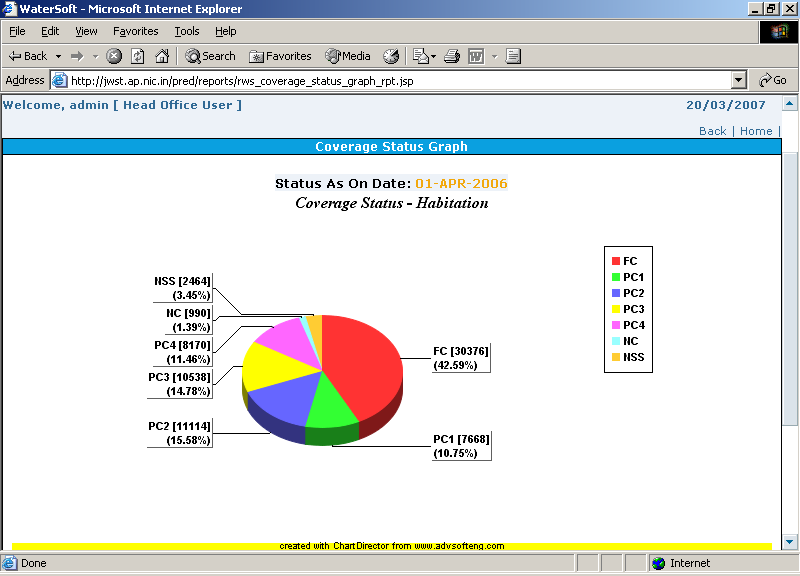 WaterSoft - Microsoft Internet Explorer
File Edit View Favorites Tools Help
Back Search Favorites Media
Address http://jwst.ap.nic.in/pred/reports/rws_coverage_status_graph_rpt.jsp Go
Welcome, admin [ Head Office User ] 20/03/2007
Back | Home |
Coverage Status Graph
Status As On Date: 01-APR-2006
Coverage Status - Habitation
NSS [2464]
(3.45%)
NC [990]
(1.39%)
PC4 [8170]
(11.46%)
PC3 [10538]
(14.78%)
PC2 [11114]
(15.58%)
FC [30376]
(42.59%)
PC1 [7668]
(10.75%)
FC
PC1
PC2
PC3
PC4
NC
NSS
created with ChartDirector from www.advsofteng.com
Done Internet